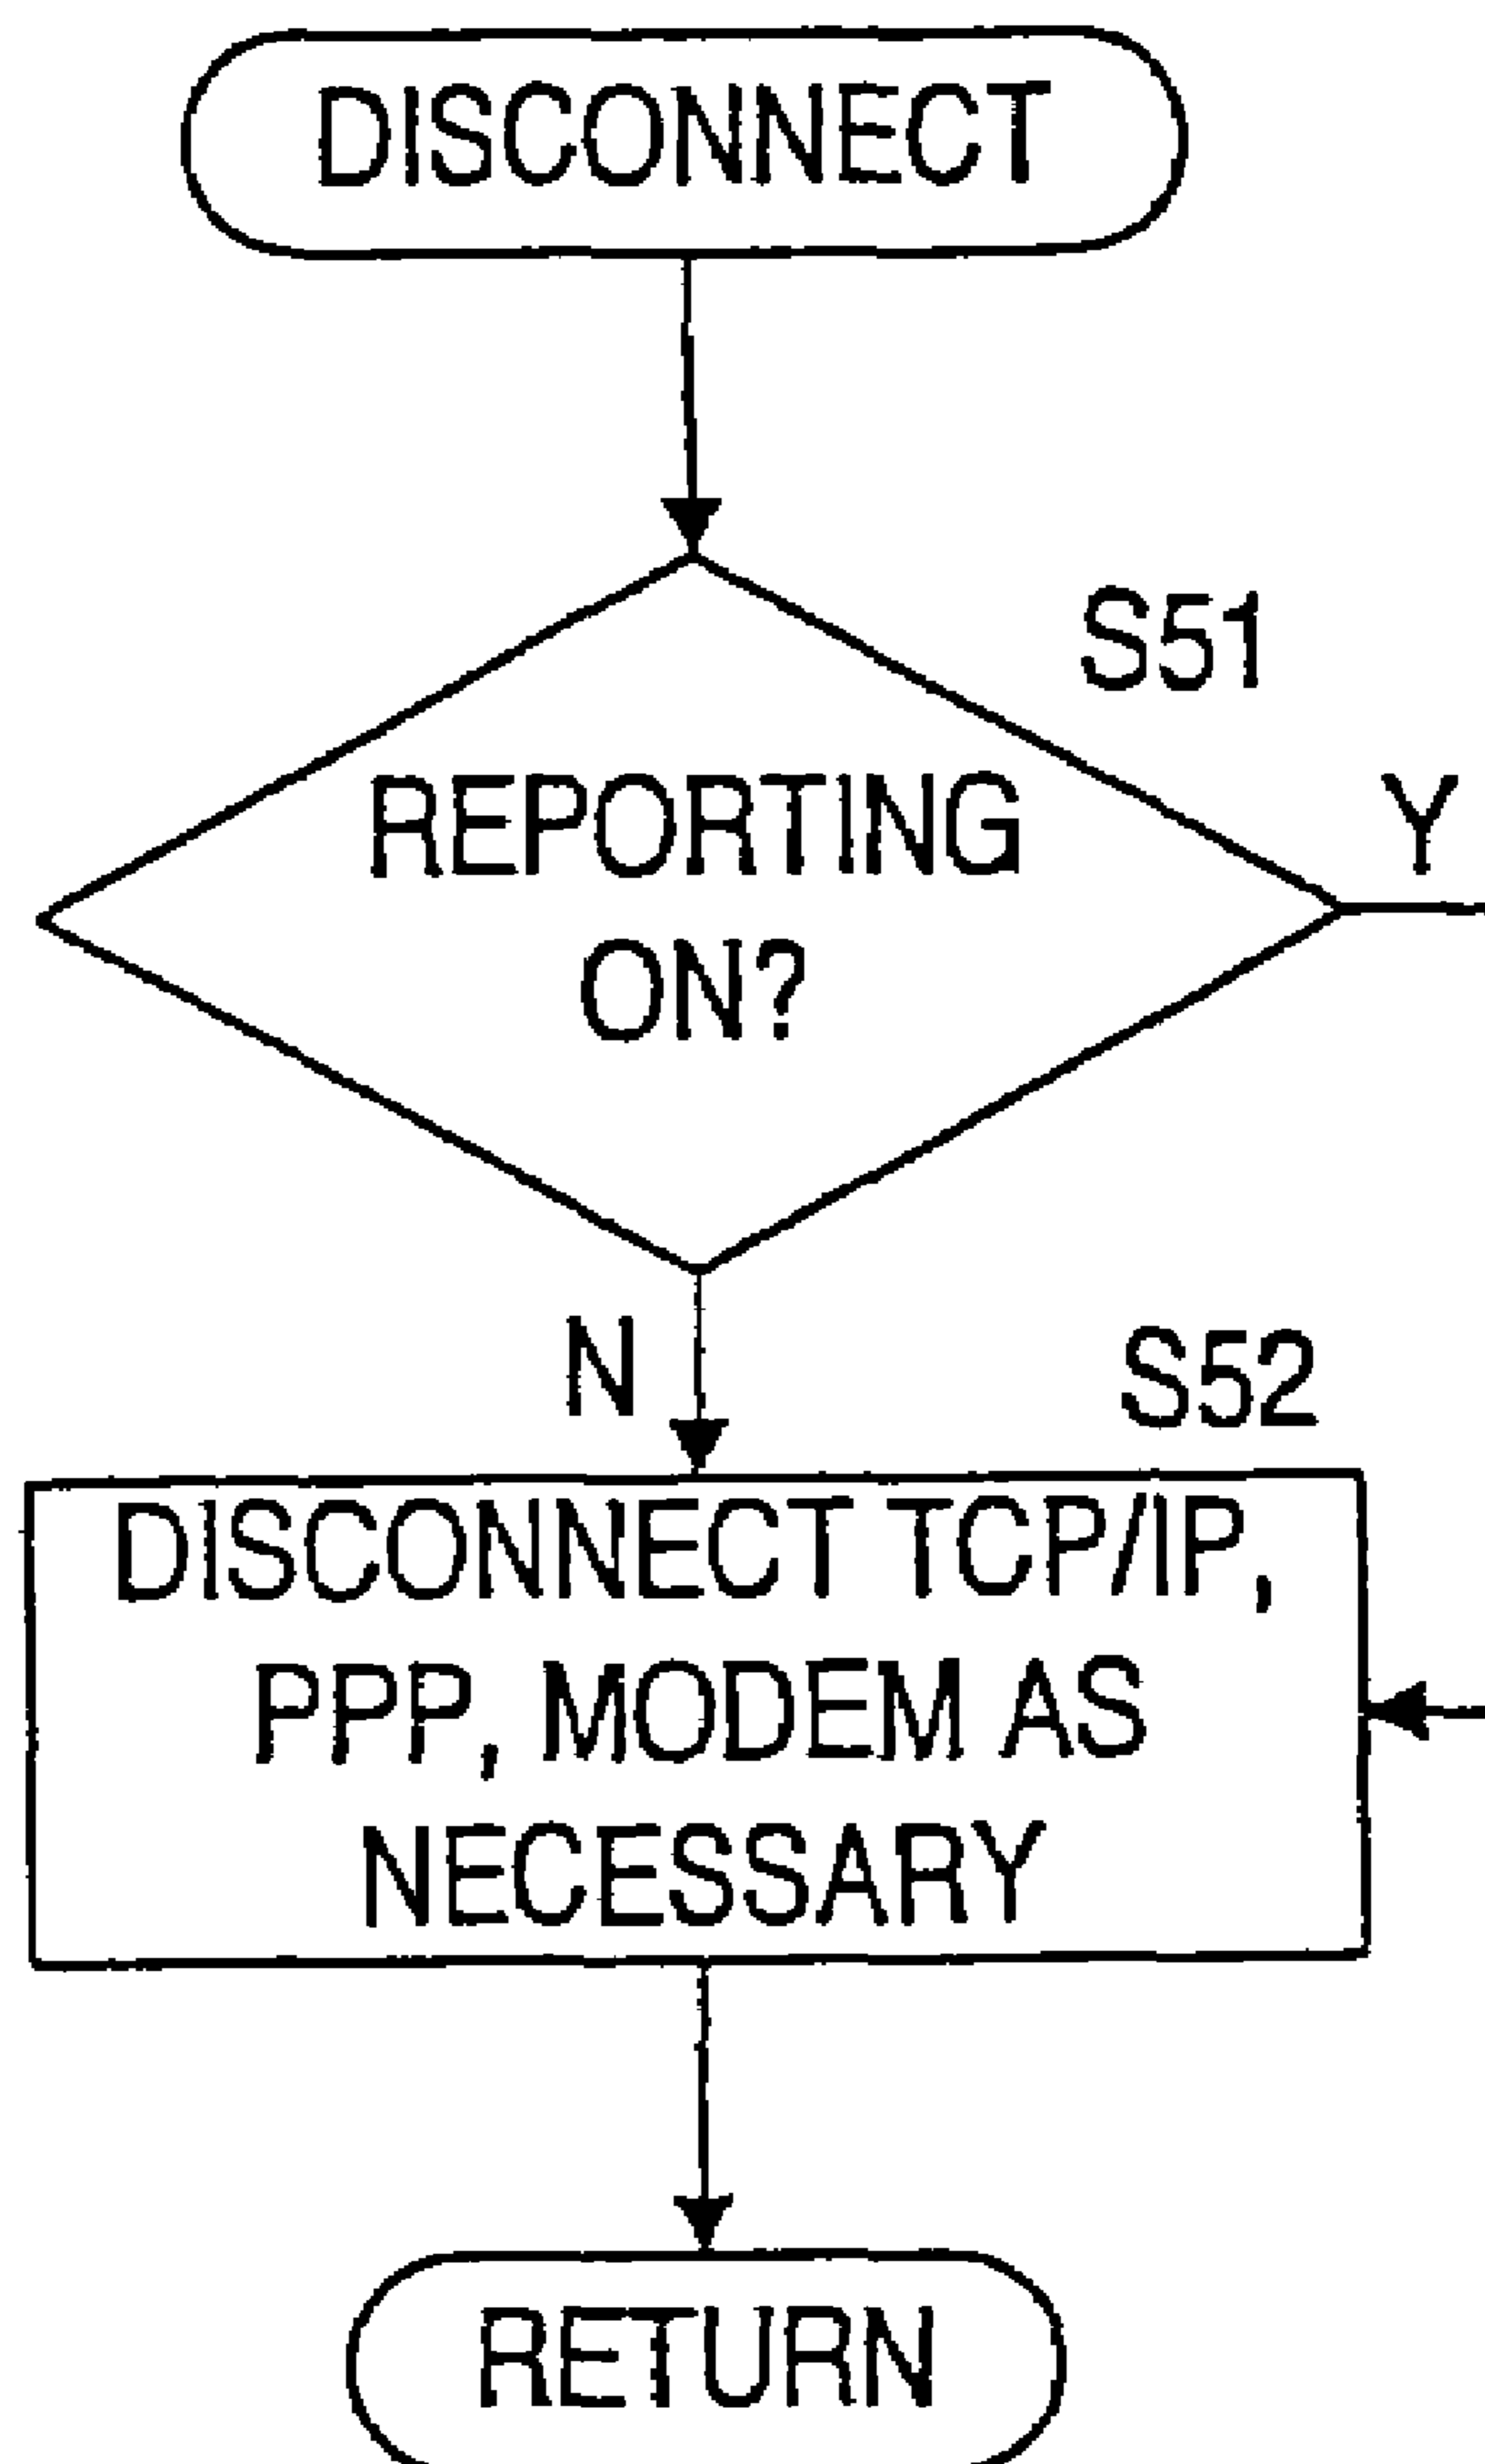 DISCONNECT
S51
REPORTING
ON?
Y
N
S52
DISCONNECT TCP/IP,
PPP, MODEM AS
NECESSARY
RETURN